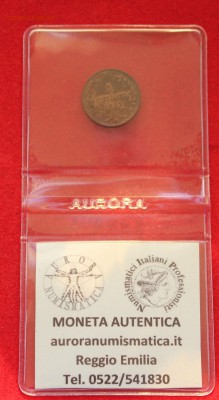 AURORA
AURORA
NUMISMATICA
Numismatici Italiani Professionisti
MONETA AUTENTICA
auroranumismatica.it
Reggio Emilia
Tel. 0522/541830